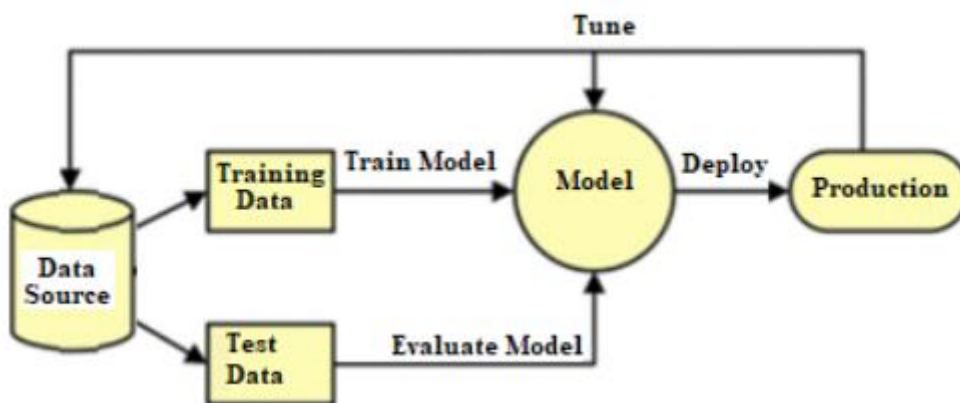 Tune
Training
Data
Train Model
Model
Deploy
Production
Data
Source
Test
Data
Evaluate Model